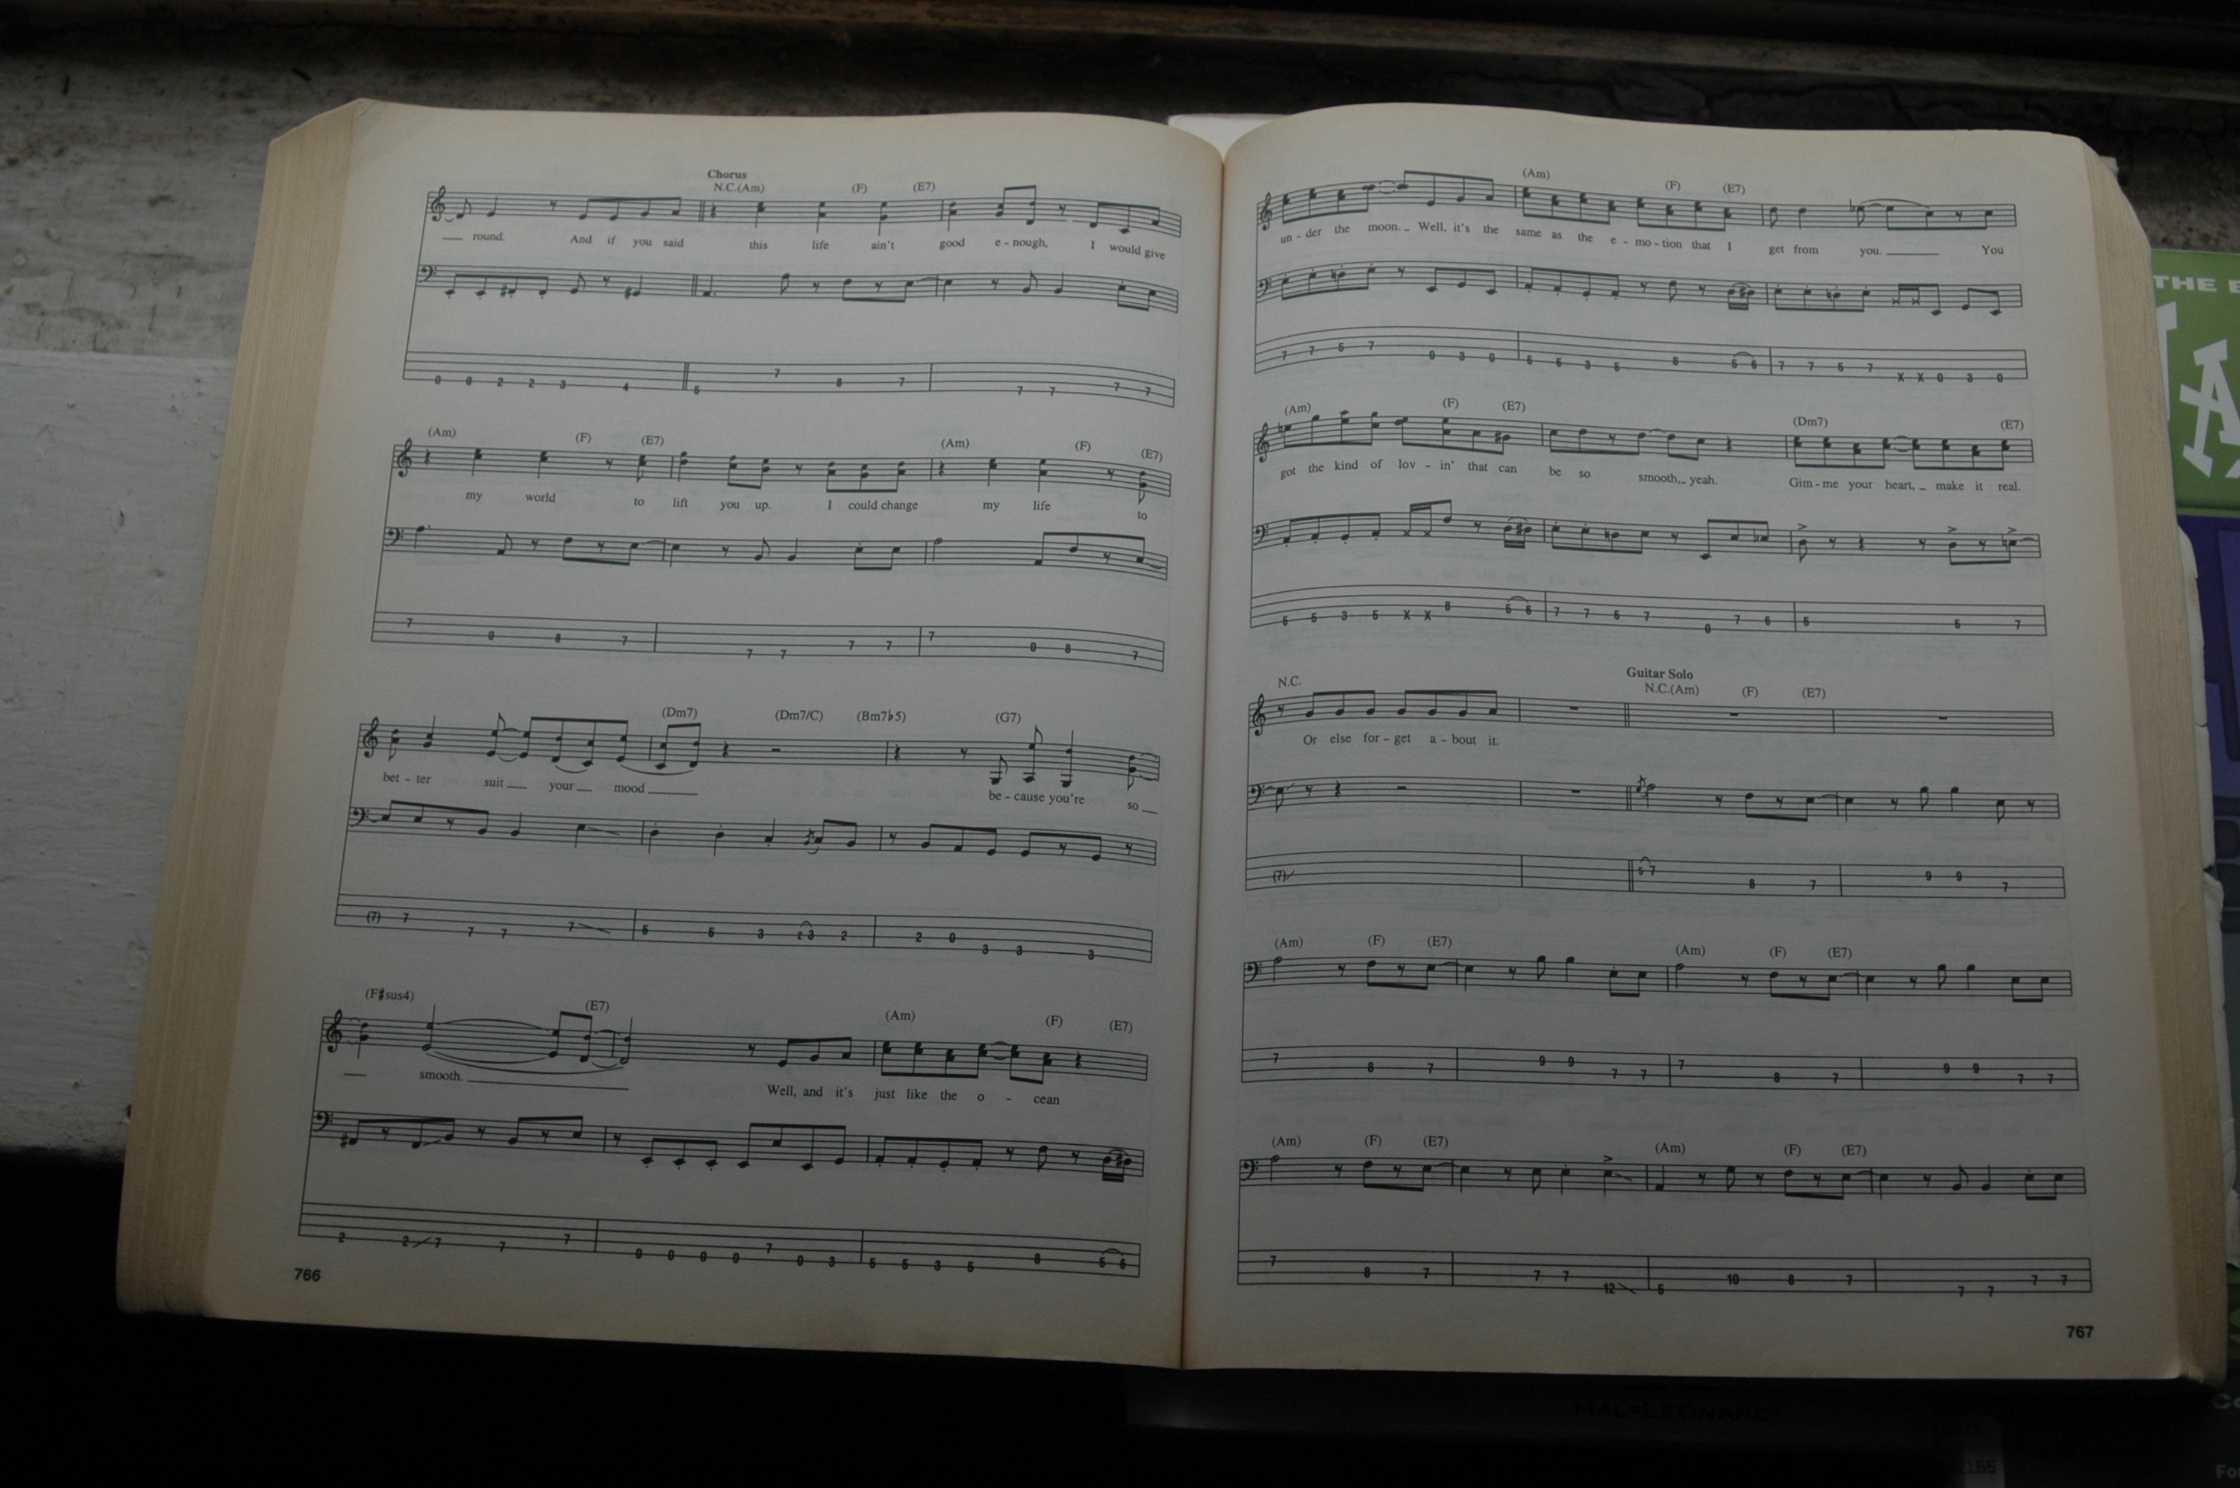 Chorus
N.C.(Am) (F) (E7)
round. And if you said this life ain't good e - nough, I would give
0 0 2 2 3 4 5 7 8 7 7 7 7 7
(Am) (F) (E7) (Am) (F) (E7)
my world to lift you up. I could change my life to
7 0 8 7 7 7 7 7 7 0 8 7
(Dm7) (Dm7/C) (Bm7♭5) (G7)
bet - ter suit your mood be - cause you're so
(7) 7 7 7 7 5 5 3 2 3 2 2 0 3 3 3
(F♯sus4) (E7) (Am) (F) (E7)
smooth. Well, and it's just like the o - cean
2 2 7 7 7 0 0 0 0 7 0 3 5 5 3 5 8 5 6
766
(Am) (F) (E7)
un - der the moon. Well, it's the same as the e - mo - tion that I get from you. You
7 7 5 7 0 3 0 5 5 3 5 8 5 6 7 7 5 7 X X 0 3 0
(Am) (F) (E7) (Dm7) (E7)
got the kind of lov - in' that can be so smooth, yeah. Gim - me your heart, make it real.
5 5 3 5 X X 8 5 6 7 7 5 7 0 7 6 5 5 7
Guitar Solo
N.C. N.C.(Am) (F) (E7)
Or else for - get a - bout it.
(7) 5 7 8 7 9 9 7
(Am) (F) (E7) (Am) (F) (E7)
7 8 7 9 9 7 7 7 8 7 9 9 7 7
(Am) (F) (E7) (Am) (F) (E7)
7 8 7 7 7 12 5 10 8 7 7 7 7 7
767
THE
HAL•LEONARD
165